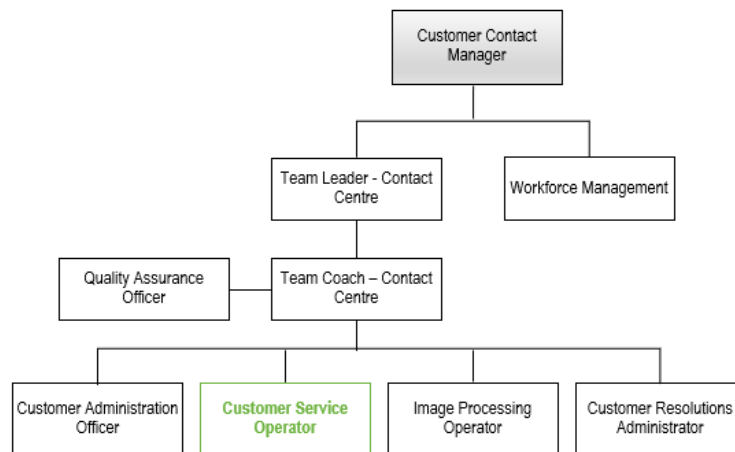 Customer Contact
Manager
Team Leader - Contact
Centre
Workforce Management
Quality Assurance
Officer
Team Coach – Contact
Centre
Customer Administration
Officer
Customer Service
Operator
Image Processing
Operator
Customer Resolutions
Administrator